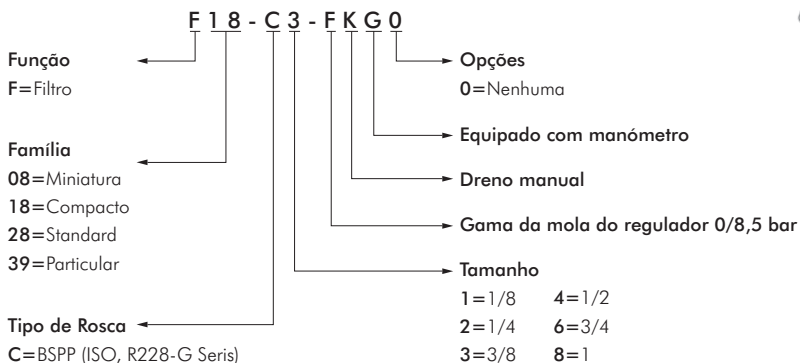 F18-C3-FKG0
Função
F=Filtro
Família
08=Miniatura
18=Compacto
28=Standard
39=Particular
Tipo de Rosca
C=BSPP (ISO, R228-G Seris)
Opções
0=Nenhuma
Equipado com manómetro
Dreno manual
Gama da mola do regulador 0/8,5 bar
Tamanho
1=1/8 4=1/2
2=1/4 6=3/4
3=3/8 8=1